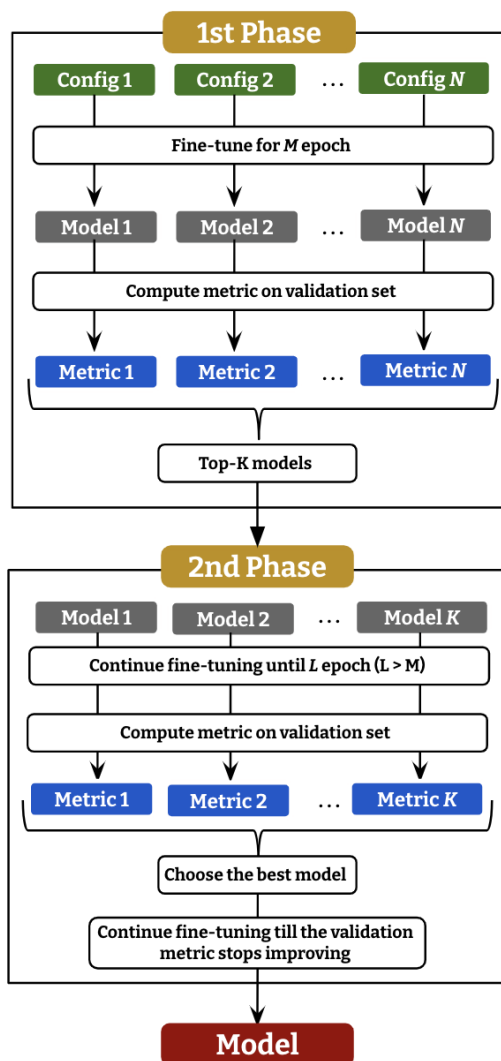 1st Phase
Config 1 Config 2 ... Config N
Fine-tune for M epoch
Model 1 Model 2 ... Model N
Compute metric on validation set
Metric 1 Metric 2 ... Metric N
Top-K models
2nd Phase
Model 1 Model 2 ... Model K
Continue fine-tuning until L epoch (L > M)
Compute metric on validation set
Metric 1 Metric 2 ... Metric K
Choose the best model
Continue fine-tuning till the validation
metric stops improving
Model